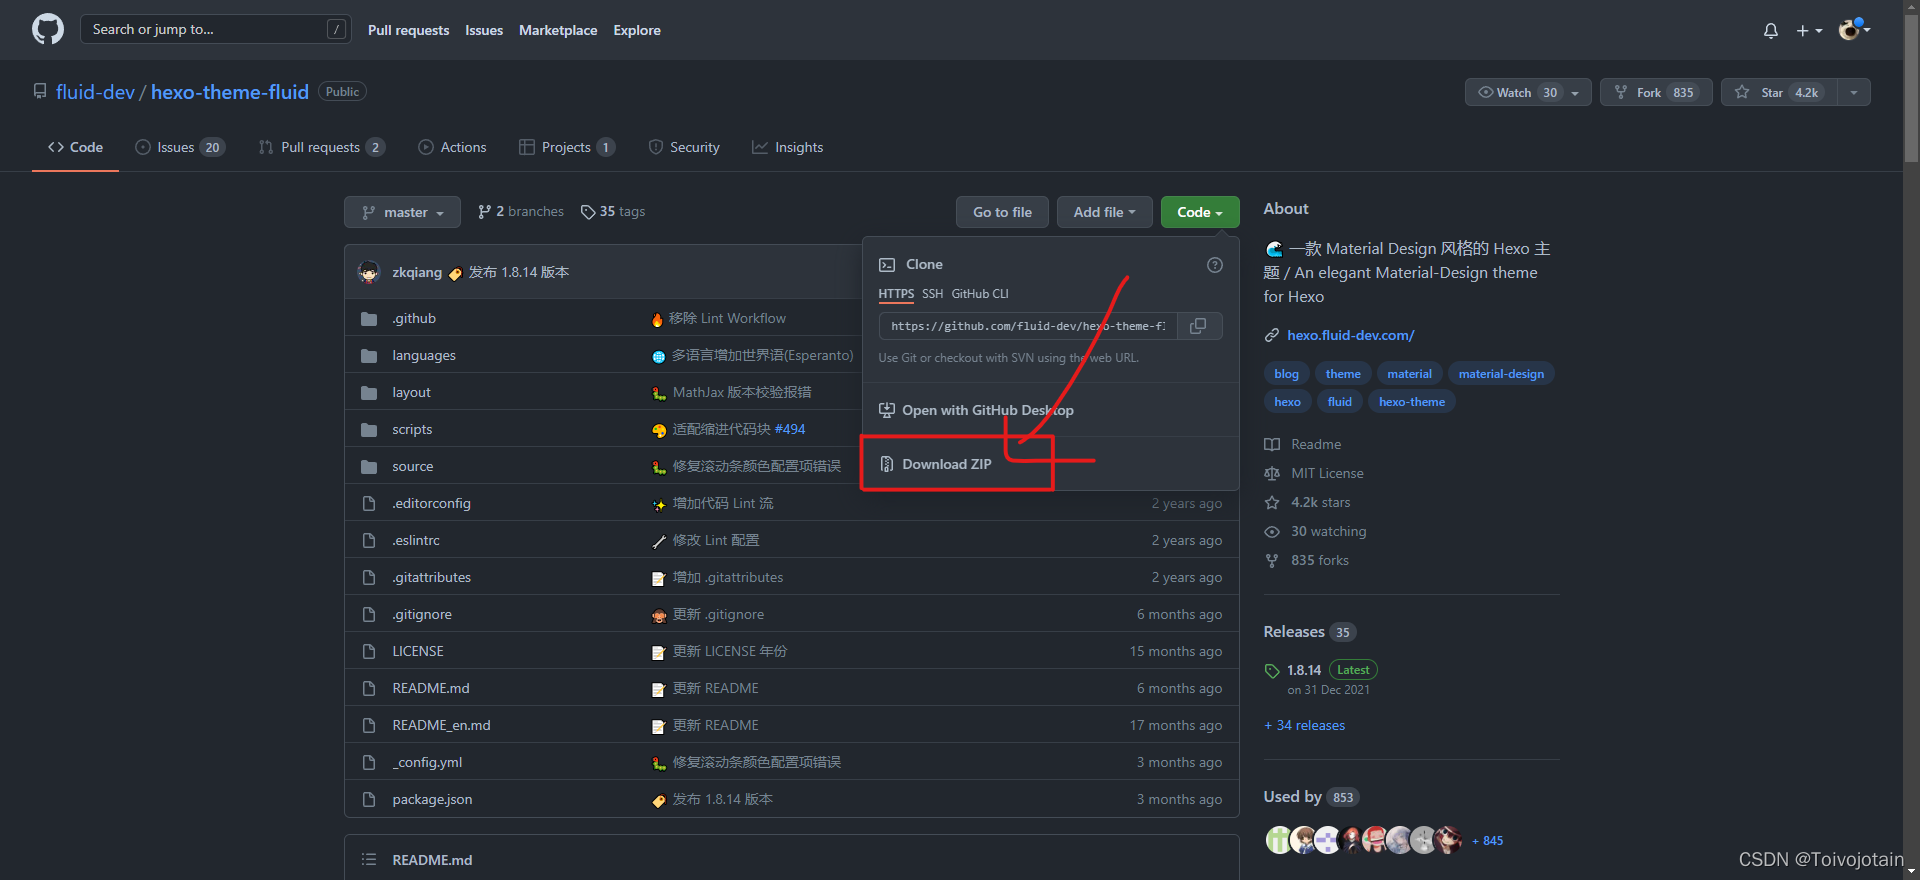 Search or jump to... /
Pull requests Issues Marketplace Explore
fluid-dev / hexo-theme-fluid Public
Watch 30 Fork 835 Star 4.2k
Code Issues 20 Pull requests 2 Actions Projects 1 Security Insights
master 2 branches 35 tags Go to file Add file Code
zkqiang 发布 1.8.14 版本
.github 移除 Lint Workflow
languages 多语言增加世界语(Esperanto)
layout MathJax 版本校验报错
scripts 适配缩进代码块 #494
source 修复滚动条颜色配置项错误
.editorconfig 增加代码 Lint 流 2 years ago
.eslintrc 修改 Lint 配置 2 years ago
.gitattributes 增加 .gitattributes 2 years ago
.gitignore 更新 .gitignore 6 months ago
LICENSE 更新 LICENSE 年份 15 months ago
README.md 更新 README 6 months ago
README_en.md 更新 README 17 months ago
_config.yml 修复滚动条颜色配置项错误 3 months ago
package.json 发布 1.8.14 版本 3 months ago
README.md
Clone
HTTPS SSH GitHub CLI
https://github.com/fluid-dev/hexo-theme-fl
Use Git or checkout with SVN using the web URL.
Open with GitHub Desktop
Download ZIP
About
一款 Material Design 风格的 Hexo 主
题 / An elegant Material-Design theme
for Hexo
hexo.fluid-dev.com/
blog theme material material-design
hexo fluid hexo-theme
Readme
MIT License
4.2k stars
30 watching
835 forks
Releases 35
1.8.14 Latest
on 31 Dec 2021
+ 34 releases
Used by 853
+ 845
CSDN @Toivojotain